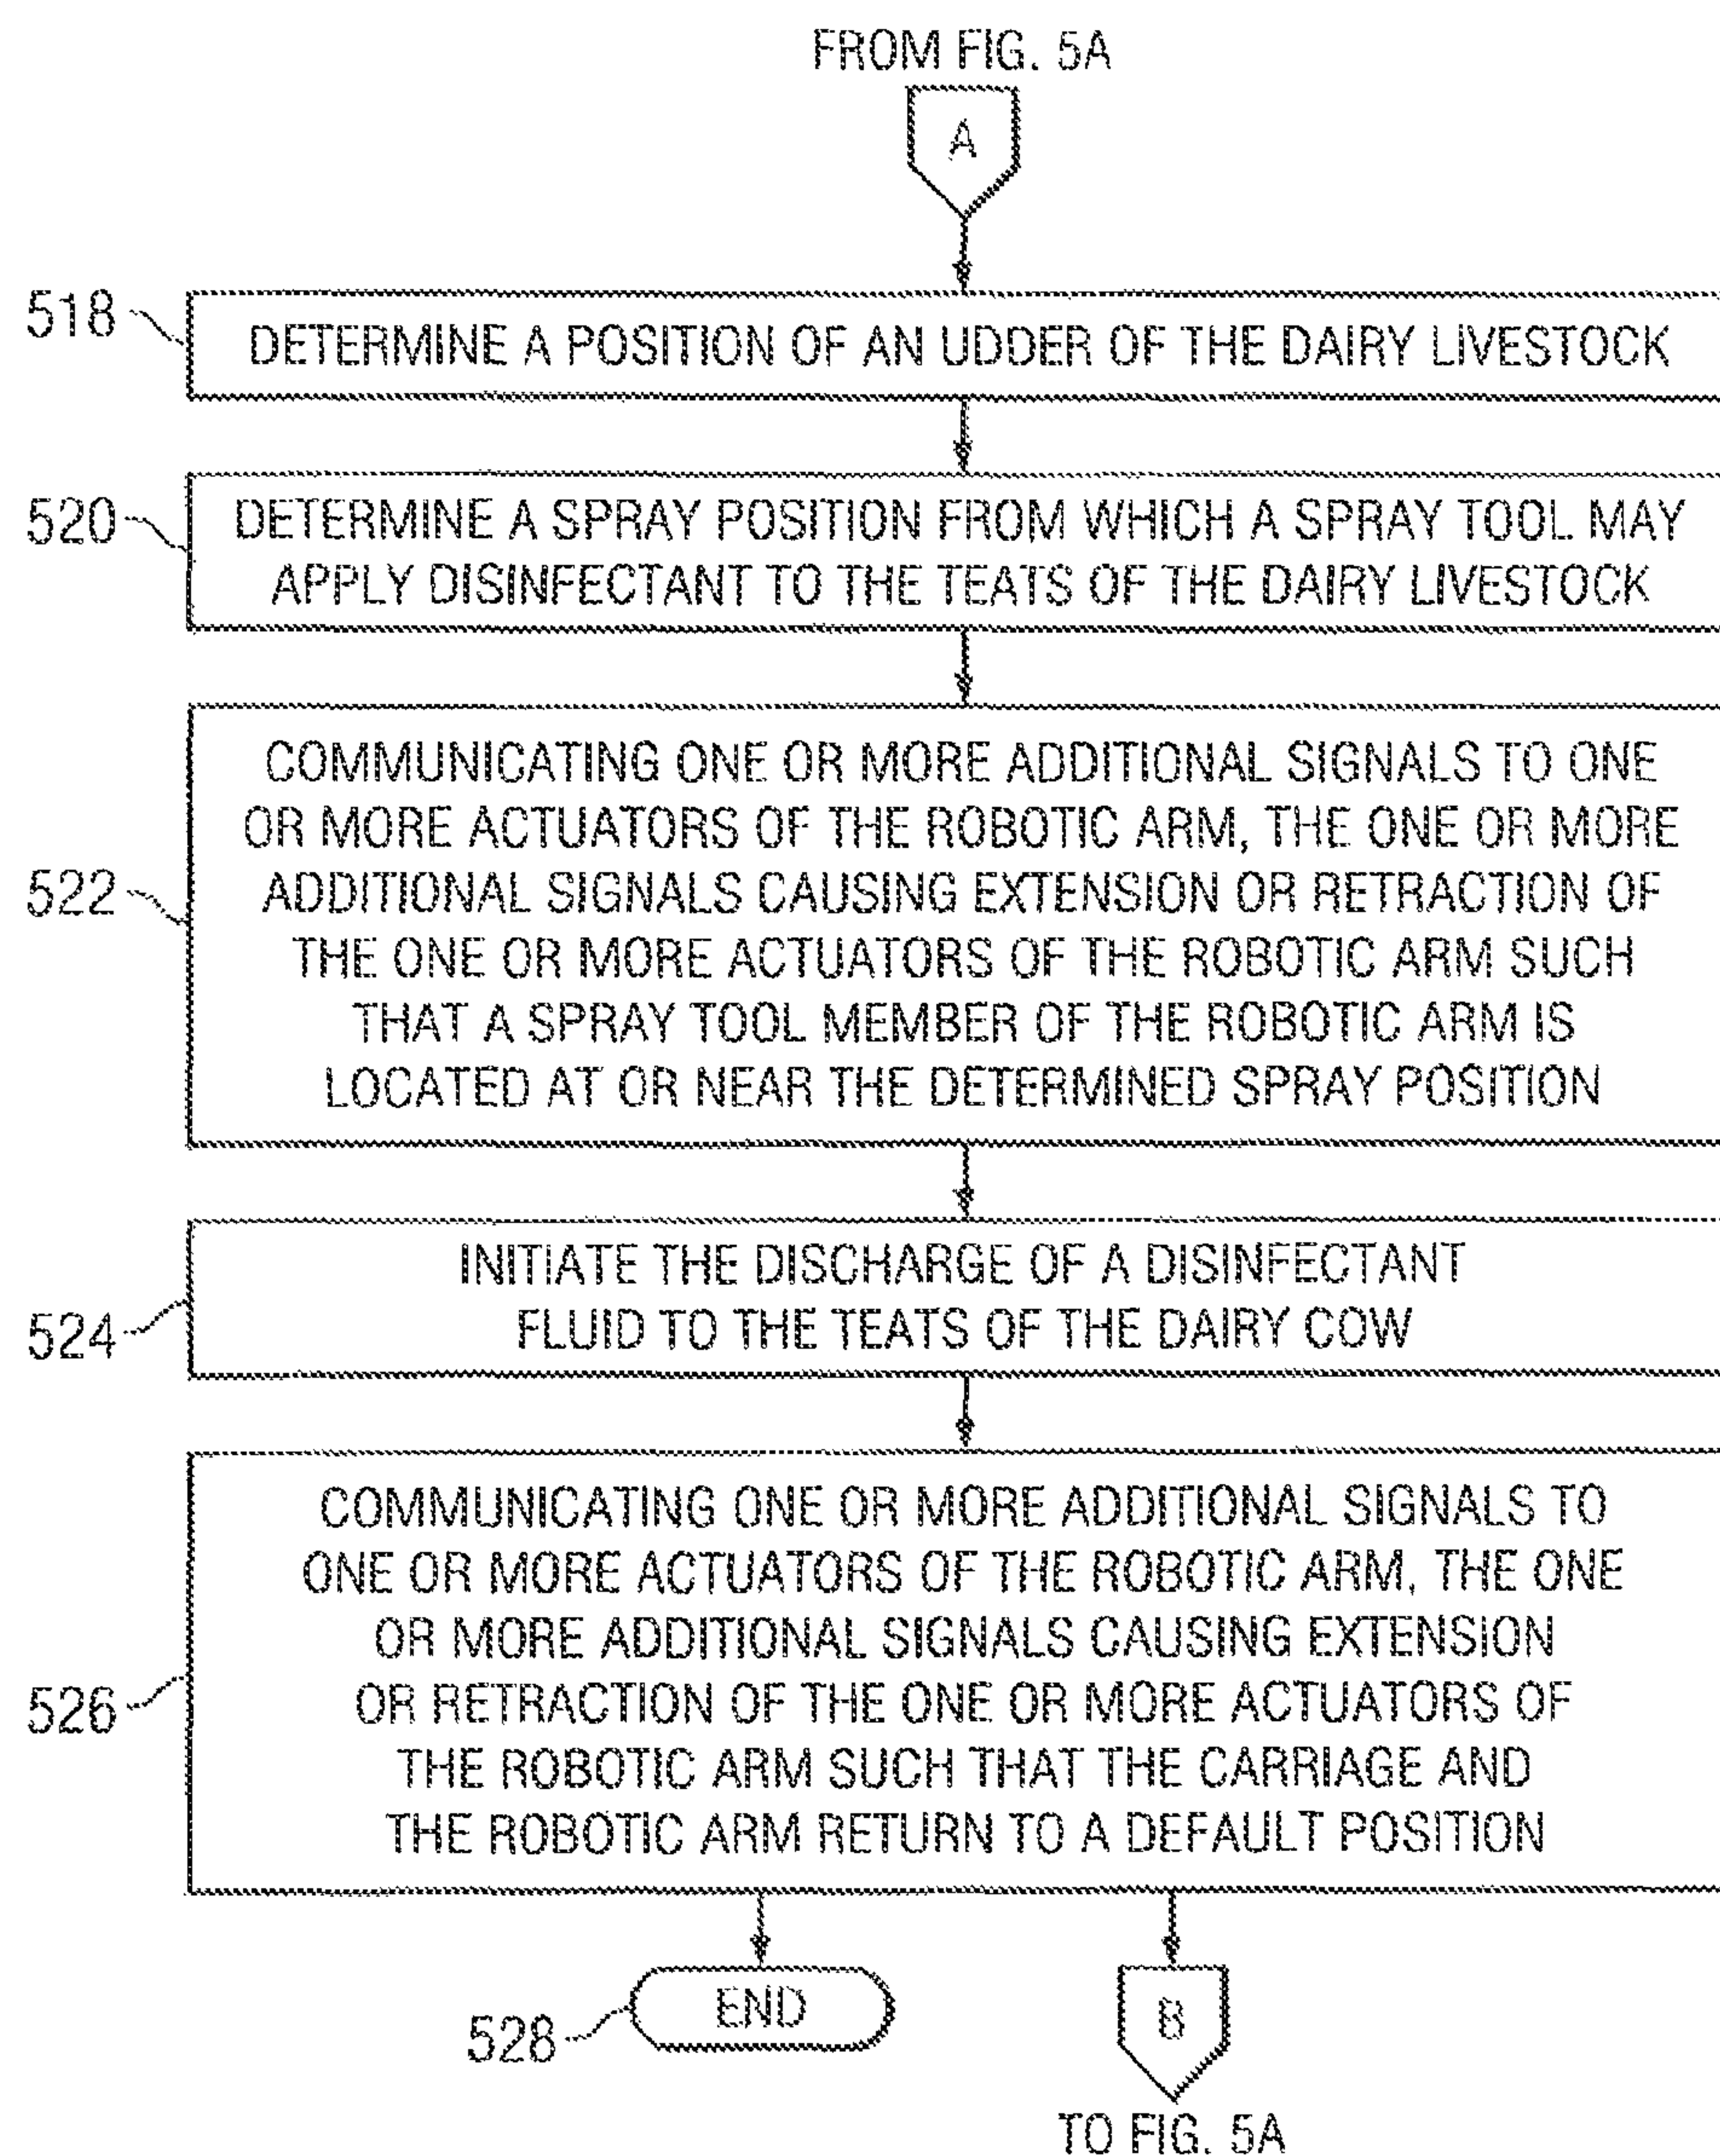 FROM FIG. 5A
A
518
DETERMINE A POSITION OF AN UDDER OF THE DAIRY LIVESTOCK
520
DETERMINE A SPRAY POSITION FROM WHICH A SPRAY TOOL MAY
APPLY DISINFECTANT TO THE TEATS OF THE DAIRY LIVESTOCK
522
COMMUNICATING ONE OR MORE ADDITIONAL SIGNALS TO ONE
OR MORE ACTUATORS OF THE ROBOTIC ARM, THE ONE OR MORE
ADDITIONAL SIGNALS CAUSING EXTENSION OR RETRACTION OF
THE ONE OR MORE ACTUATORS OF THE ROBOTIC ARM SUCH
THAT A SPRAY TOOL MEMBER OF THE ROBOTIC ARM IS
LOCATED AT OR NEAR THE DETERMINED SPRAY POSITION
524
INITIATE THE DISCHARGE OF A DISINFECTANT
FLUID TO THE TEATS OF THE DAIRY COW
526
COMMUNICATING ONE OR MORE ADDITIONAL SIGNALS TO
ONE OR MORE ACTUATORS OF THE ROBOTIC ARM, THE ONE
OR MORE ADDITIONAL SIGNALS CAUSING EXTENSION
OR RETRACTION OF THE ONE OR MORE ACTUATORS OF
THE ROBOTIC ARM SUCH THAT THE CARRIAGE AND
THE ROBOTIC ARM RETURN TO A DEFAULT POSITION
528
END
B
TO FIG. 5A